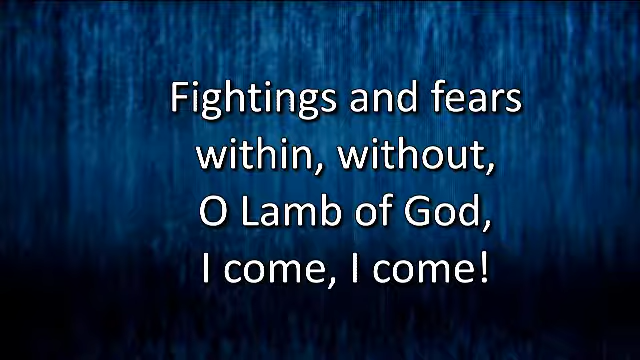 Fightings and fears
within, without,
O Lamb of God,
I come, I come!